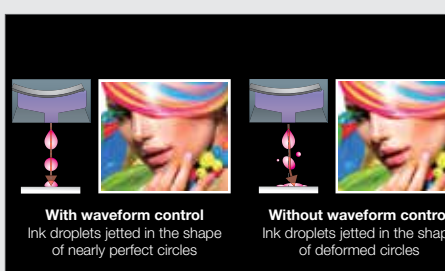 With waveform control
Ink droplets jetted in the shape
of nearly perfect circles
Without waveform contro
Ink droplets jetted in the shap
of deformed circles